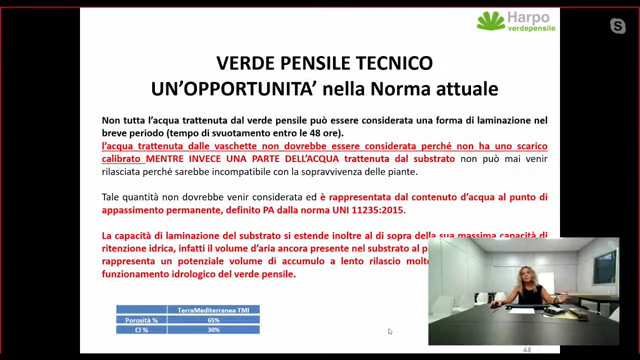 Harpo
verdepensile
VERDE PENSILE TECNICO
UN'OPPORTUNITA' nella Norma attuale
Non tutta l'acqua trattenuta dal verde pensile può essere considerata una forma di laminazione nel
breve periodo (tempo di svuotamento entro le 48 ore).
l'acqua trattenuta dalle vaschette non dovrebbe essere considerata perché non ha uno scarico
calibrato MENTRE INVECE UNA PARTE DELL'ACQUA trattenuta dal substrato non può mai venir
rilasciata perché sarebbe incompatibile con la sopravvivenza delle piante.
Tale quantità non dovrebbe venir considerata ed è rappresentata dal contenuto d'acqua al punto di
appassimento permanente, definito PA dalla norma UNI 11235:2015.
La capacità di laminazione del substrato si estende inoltre al di sopra della sua massima capacità di
ritenzione idrica, infatti il volume d'aria ancora presente nel substrato al
rappresenta un potenziale volume di accumulo a lento rilascio
funzionamento idrologico del verde pensile.
TerraMediterranea TMI
Porosità % 65%
CI % 30%
44